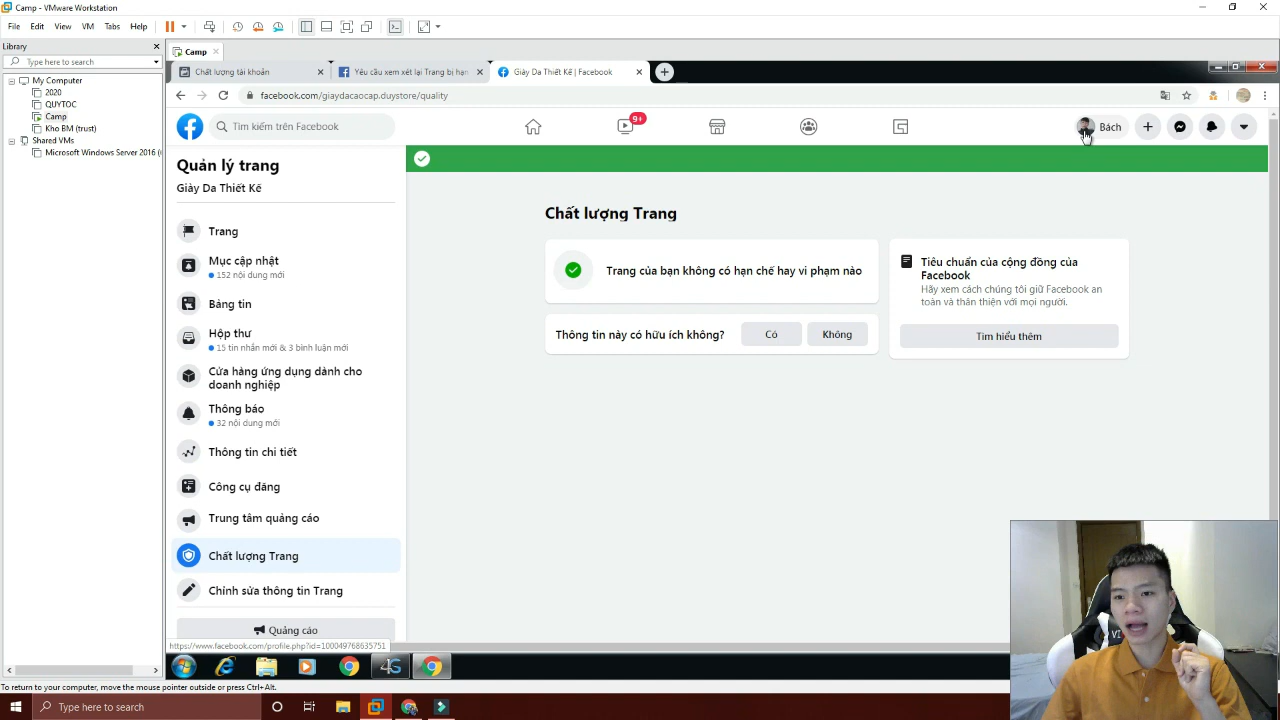 Camp - VMware Workstation
File Edit View VM Tabs Help
Library
Type here to search
My Computer
2020
QUYTOC
Camp
Kho BM (trust)
Shared VMs
Microsoft Windows Server 2016 (
Camp
Chất lượng tài khoản
Yêu cầu xem xét lại Trang bị hạn
Giày Da Thiết Kế | Facebook
facebook.com/giaydacaocap.duystore/quality
Tìm kiếm trên Facebook
9+
Bách
Quản lý trang
Giày Da Thiết Kế
Trang
Mục cập nhật
152 nội dung mới
Bảng tin
Hộp thư
15 tin nhắn mới & 3 bình luận mới
Cửa hàng ứng dụng dành cho
doanh nghiệp
Thông báo
32 nội dung mới
Thông tin chi tiết
Công cụ đăng
Trung tâm quảng cáo
Chất lượng Trang
Chỉnh sửa thông tin Trang
Quảng cáo
https://www.facebook.com/profile.php?id=100049768635751
Chất lượng Trang
Trang của bạn không có hạn chế hay vi phạm nào
Thông tin này có hữu ích không?
Có
Không
Tiêu chuẩn của cộng đồng của
Facebook
Hãy xem cách chúng tôi giữ Facebook an
toàn và thân thiện với mọi người.
Tìm hiểu thêm
4G
To return to your computer, move the mouse pointer outside or press Ctrl+Alt.
Type here to search